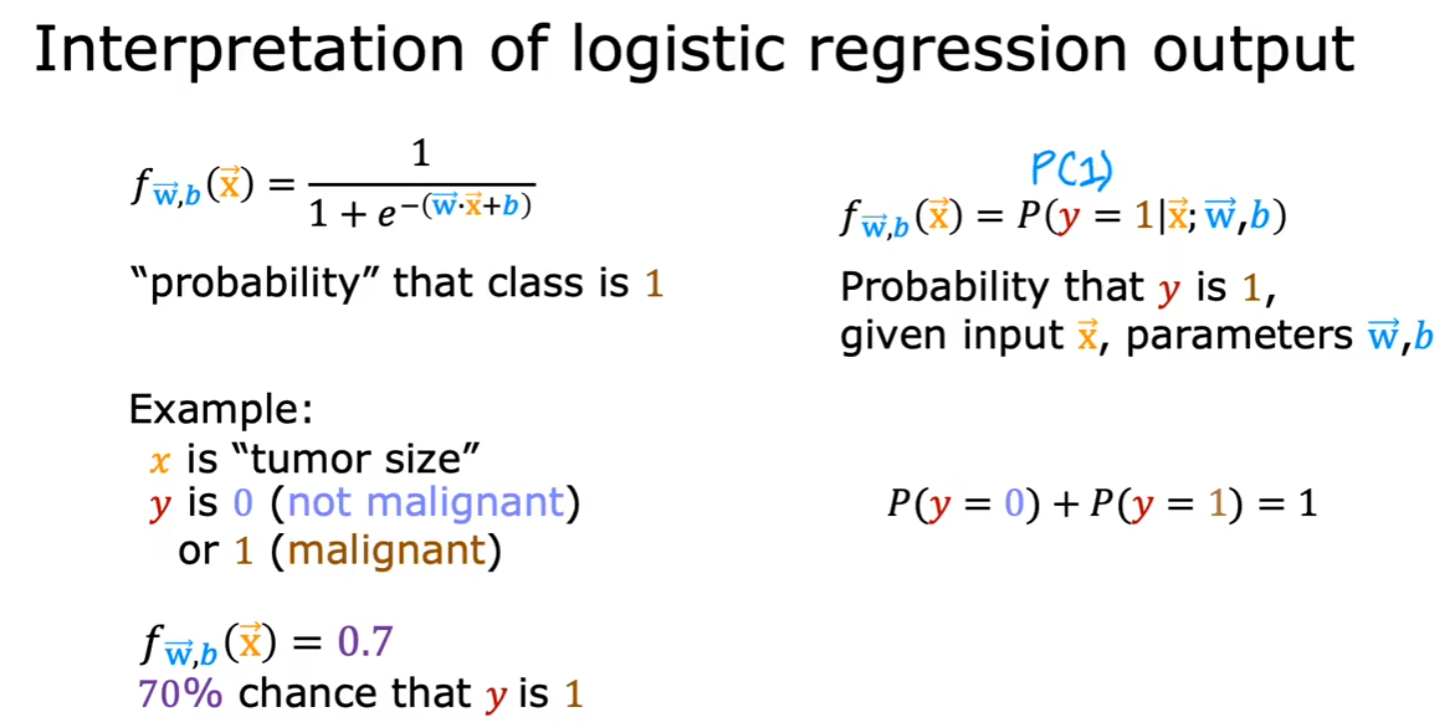 Interpretation of logistic regression output
$f_{\vec{w},b}(\vec{x}) = \frac{1}{1 + e^{-(\vec{w}\cdot\vec{x}+b)}}$
“probability” that class is 1
Example:
x is “tumor size”
y is 0 (not malignant)
or 1 (malignant)
$f_{\vec{w},b}(\vec{x}) = 0.7$
70% chance that y is 1
P(1)
$f_{\vec{w},b}(\vec{x}) = P(y = 1|\vec{x};\vec{w},b)$
Probability that y is 1,
given input $\vec{x}$, parameters $\vec{w},b$
$P(y = 0) + P(y = 1) = 1$